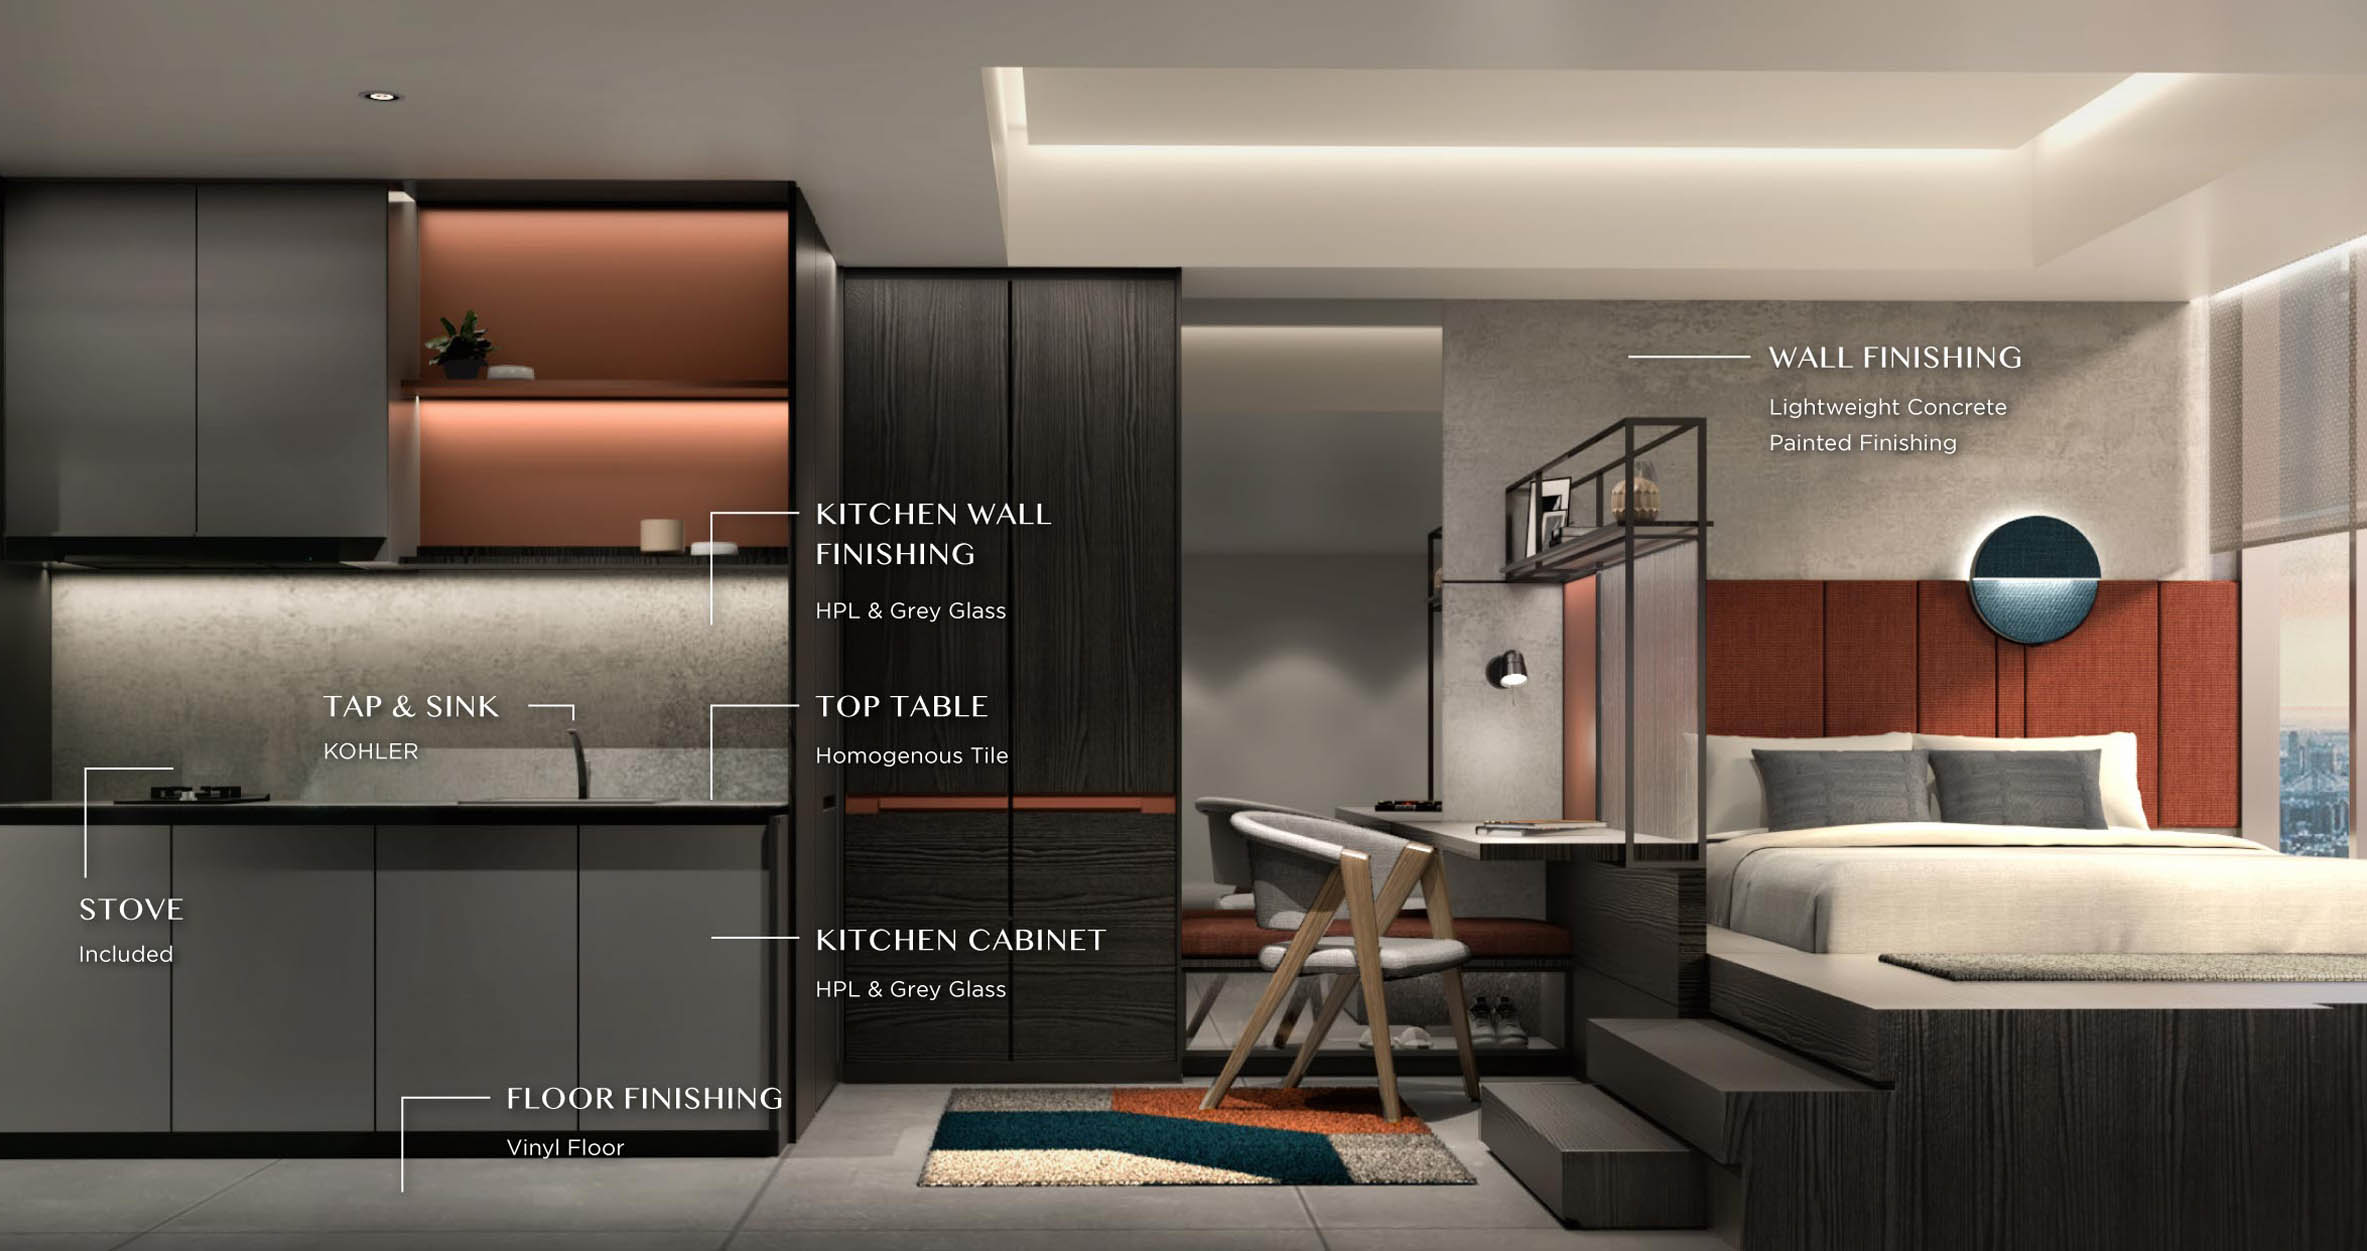 WALL FINISHING
Lightweight Concrete
Painted Finishing
KITCHEN WALL
FINISHING
HPL & Grey Glass
TAP & SINK
KOHLER
TOP TABLE
Homogenous Tile
STOVE
Included
KITCHEN CABINET
HPL & Grey Glass
FLOOR FINISHING
Vinyl Floor